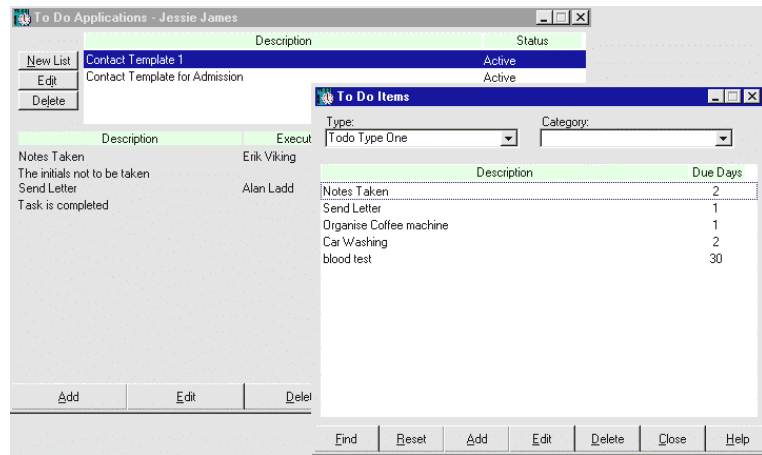 To Do Applications - Jessie James
Description Status
New List Contact Template 1 Active
Edit Contact Template for Admission Active
Delete
Description Execut
Notes Taken Erik Viking
The initials not to be taken
Send Letter Alan Ladd
Task is completed
Add Edit Delet
To Do Items
Type: Category:
Todo Type One
Description Due Days
Notes Taken 2
Send Letter 1
Organise Coffee machine 1
Car Washing 2
blood test 30
Find Reset Add Edit Delete Close Help